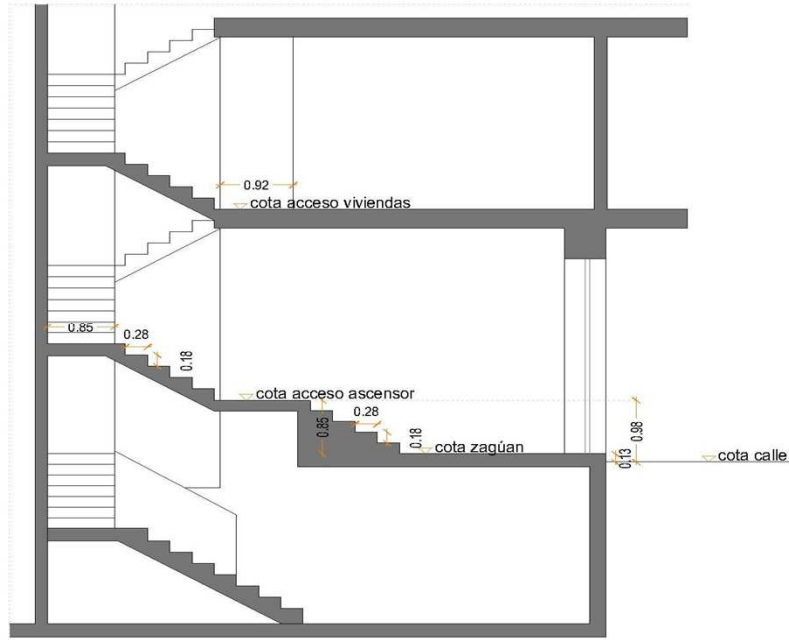 0.92
cota acceso viviendas
0.85
0.28
0.18
cota acceso ascensor
0.85
0.28
0.18
cota zagúan
0.98
0.13
cota calle